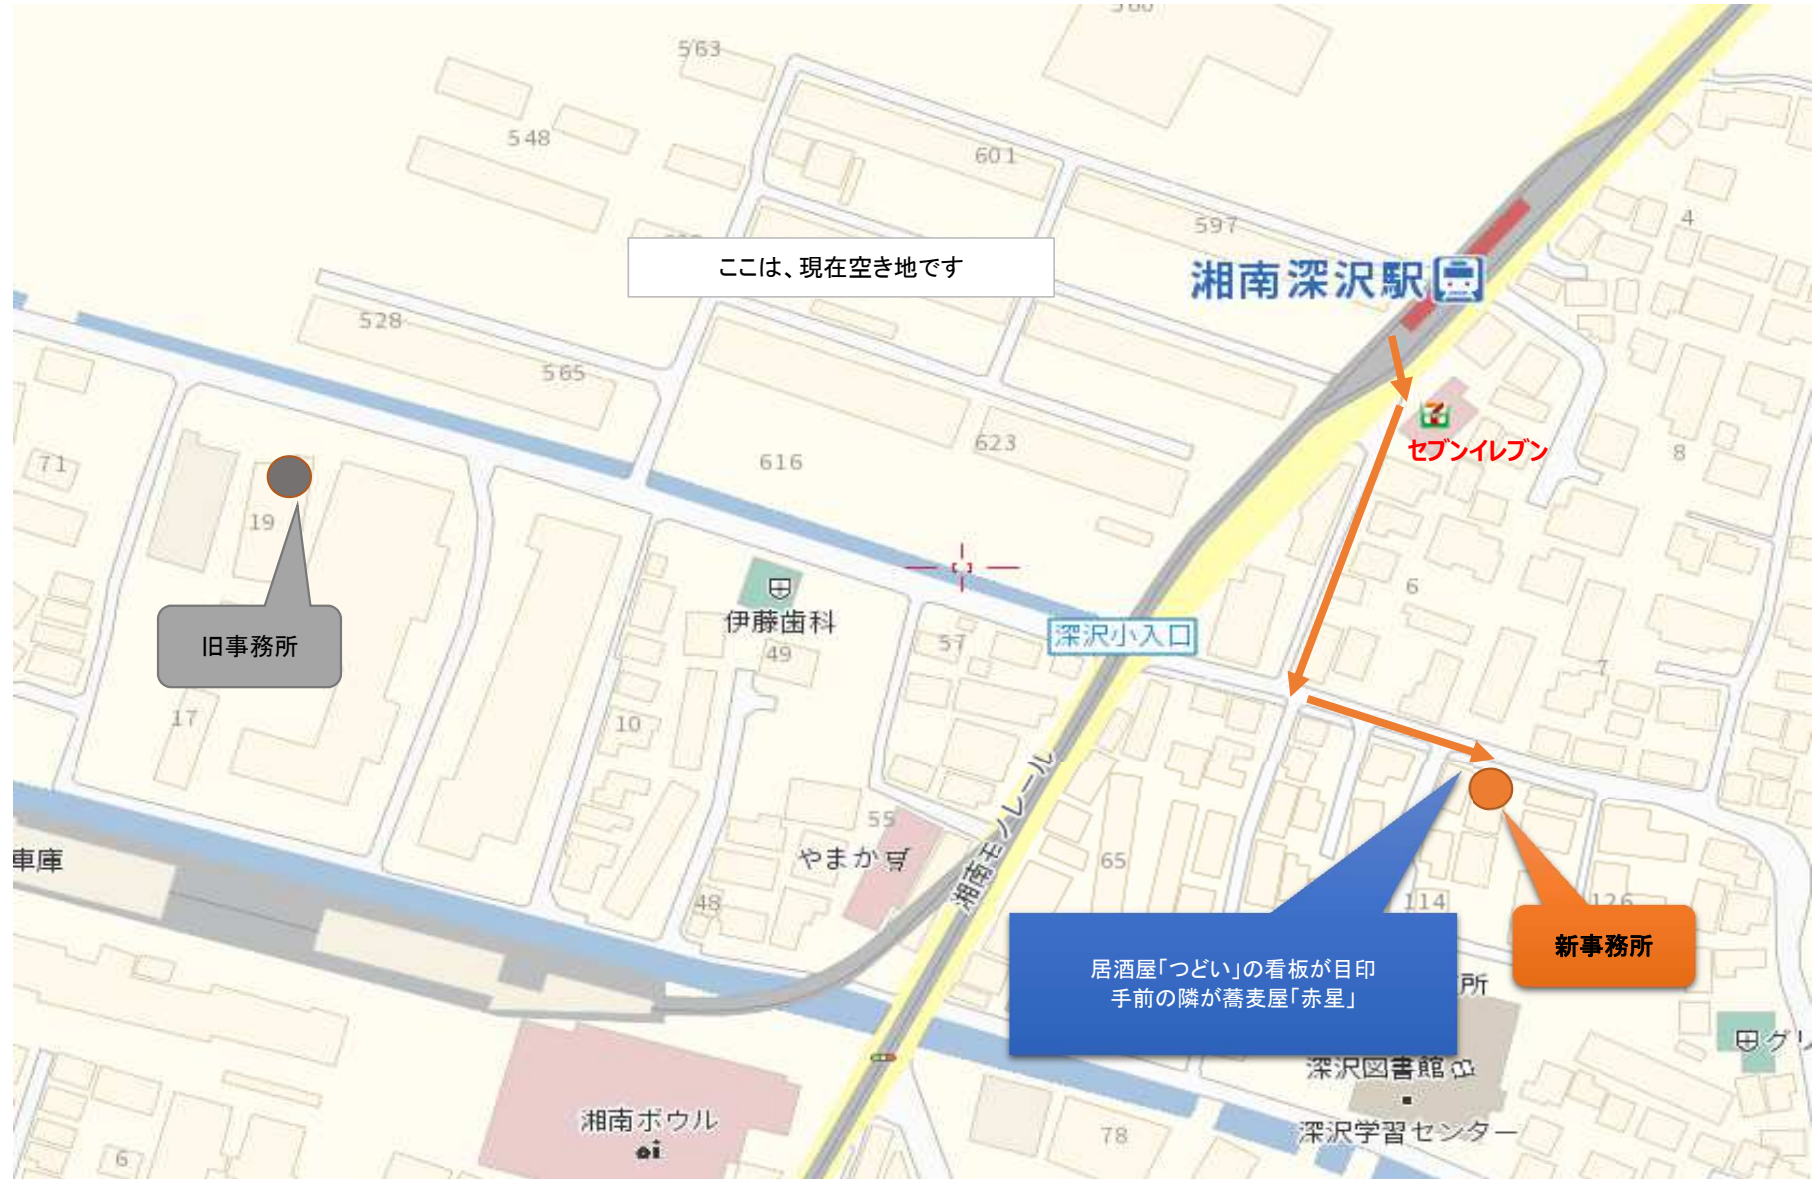 563
548
601
4
597
ここは、現在空き地です
湘南深沢駅
528
565
セブンイレブン
8
71
616
623
19
6
伊藤歯科
49
57
深沢小入口
旧事務所
7
17
10
湘南モノレール
55
やまか
65
車庫
48
114
126
新事務所
居酒屋「つどい」の看板が目印
手前の隣が蕎麦屋「赤星」
所
グリ
深沢図書館
湘南ボウル
78
深沢学習センター
6